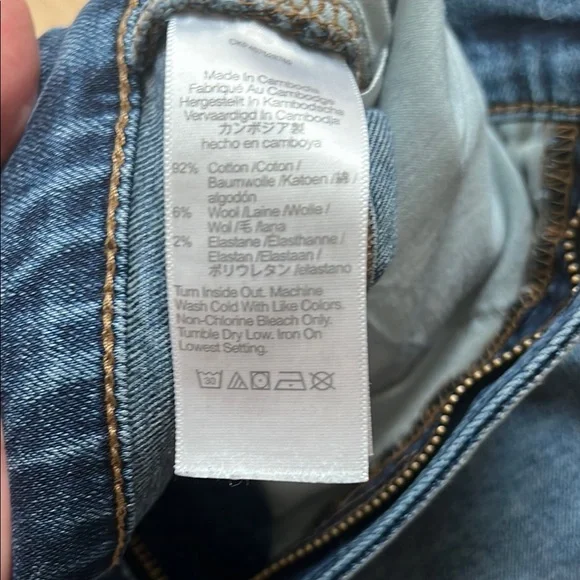 Made In Cambodia
Fabriqué Au Cambodge
Hergestellt In Kambodscha
Vervaardigd In Cambodja
カンボジア製
hecho en camboya
92% Cotton /Coton /
Baumwolle /Katoen /綿 /
algodón
6% Wool /Laine /Wolle /
Wol /毛 /lana
2% Elastane /Elasthanne /
Elastan /Elastaan /
ポリウレタン /elastano
Turn Inside Out. Machine
Wash Cold With Like Colors.
Non-Chlorine Bleach Only.
Tumble Dry Low. Iron On
Lowest Setting.
30